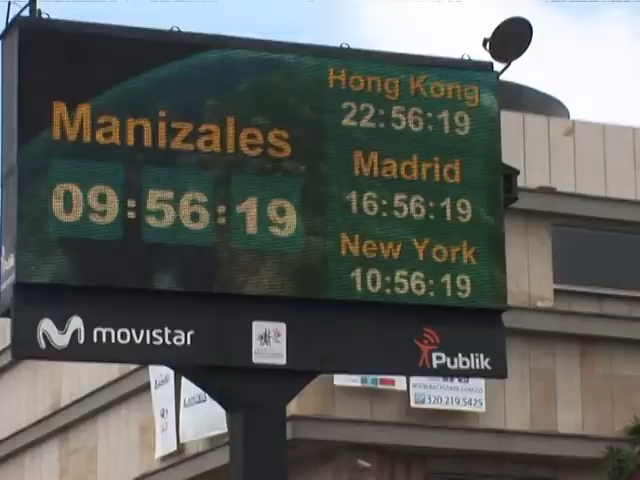 Manizales
09:56:19
Hong Kong
22:56:19
Madrid
16:56:19
New York
10:56:19
movistar
Publik
320 219 5425